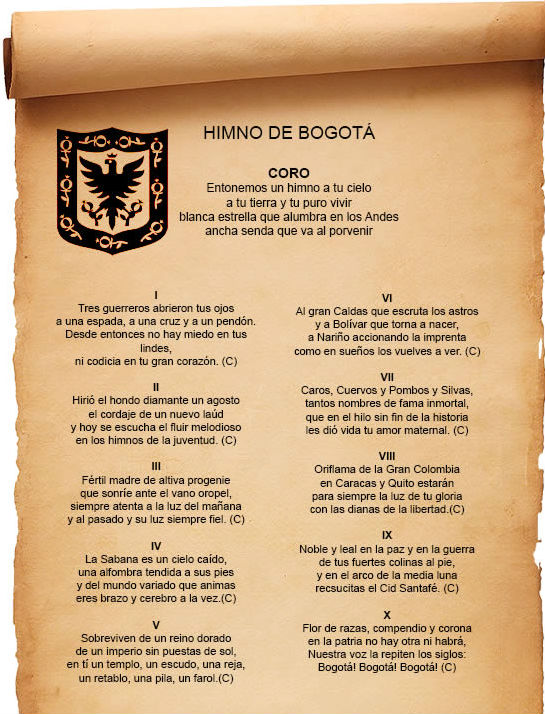 HIMNO DE BOGOTÁ
CORO
Entonemos un himno a tu cielo
a tu tierra y tu puro vivir
blanca estrella que alumbra en los Andes
ancha senda que va al porvenir
I
Tres guerreros abrieron tus ojos
a una espada, a una cruz y a un pendón.
Desde entonces no hay miedo en tus
lindes,
ni codicia en tu gran corazón. (C)
II
Hirió el hondo diamante un agosto
el cordaje de un nuevo laúd
y hoy se escucha el fluir melodioso
en los himnos de la juventud. (C)
III
Fértil madre de altiva progenie
que sonríe ante el vano oropel,
siempre atenta a la luz del mañana
y al pasado y su luz siempre fiel. (C)
IV
La Sabana es un cielo caído,
una alfombra tendida a sus pies
y del mundo variado que animas
eres brazo y cerebro a la vez.(C)
V
Sobreviven de un reino dorado
de un imperio sin puestas de sol,
en tí un templo, un escudo, una reja,
un retablo, una pila, un farol.(C)
VI
Al gran Caldas que escruta los astros
y a Bolívar que torna a nacer,
a Nariño accionando la imprenta
como en sueños los vuelves a ver. (C)
VII
Caros, Cuervos y Pombos y Silvas,
tantos nombres de fama inmortal,
que en el hilo sin fin de la historia
les dió vida tu amor maternal. (C)
VIII
Oriflama de la Gran Colombia
en Caracas y Quito estarán
para siempre la luz de tu gloria
con las dianas de la libertad.(C)
IX
Noble y leal en la paz y en la guerra
de tus fuertes colinas al pie,
y en el arco de la media luna
recsucitas el Cid Santafé. (C)
X
Flor de razas, compendio y corona
en la patria no hay otra ni habrá,
Nuestra voz la repiten los siglos:
Bogotá! Bogotá! Bogotá! (C)